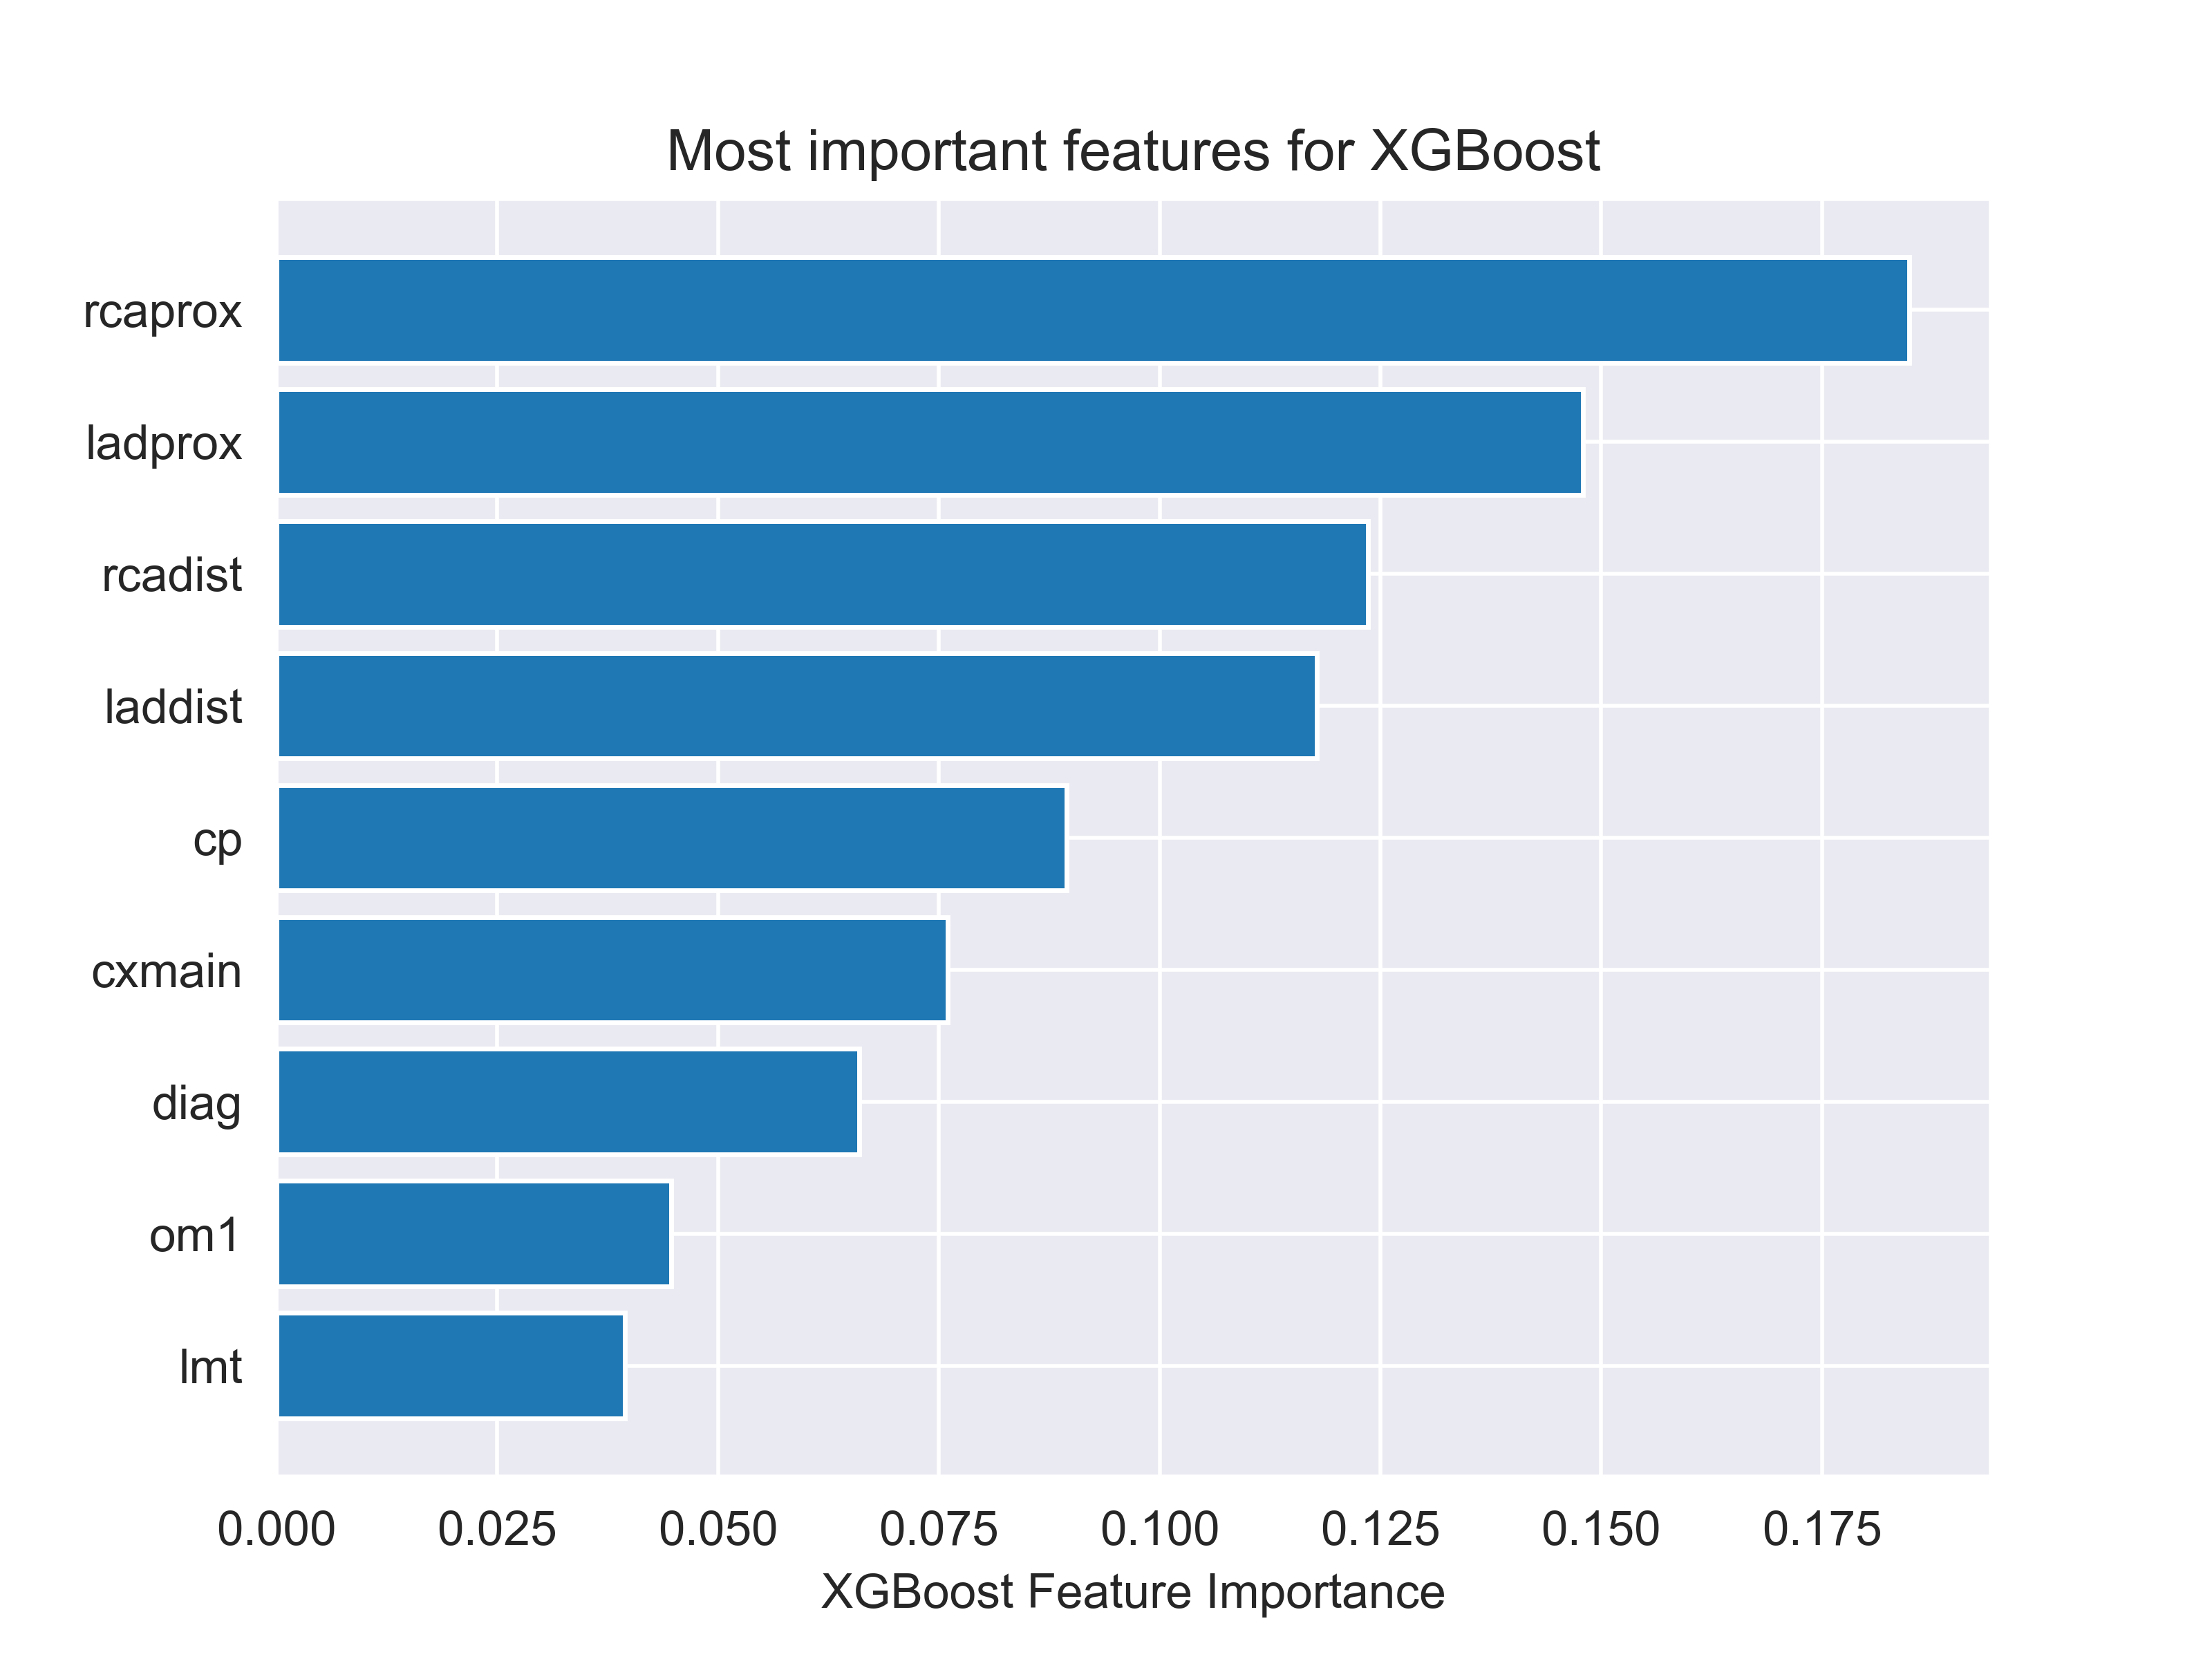 Most important features for XGBoost
rcaprox
ladprox
rcadist
laddist
cp
cxmain
diag
om1
lmt
0.000 0.025 0.050 0.075 0.100 0.125 0.150 0.175
XGBoost Feature Importance